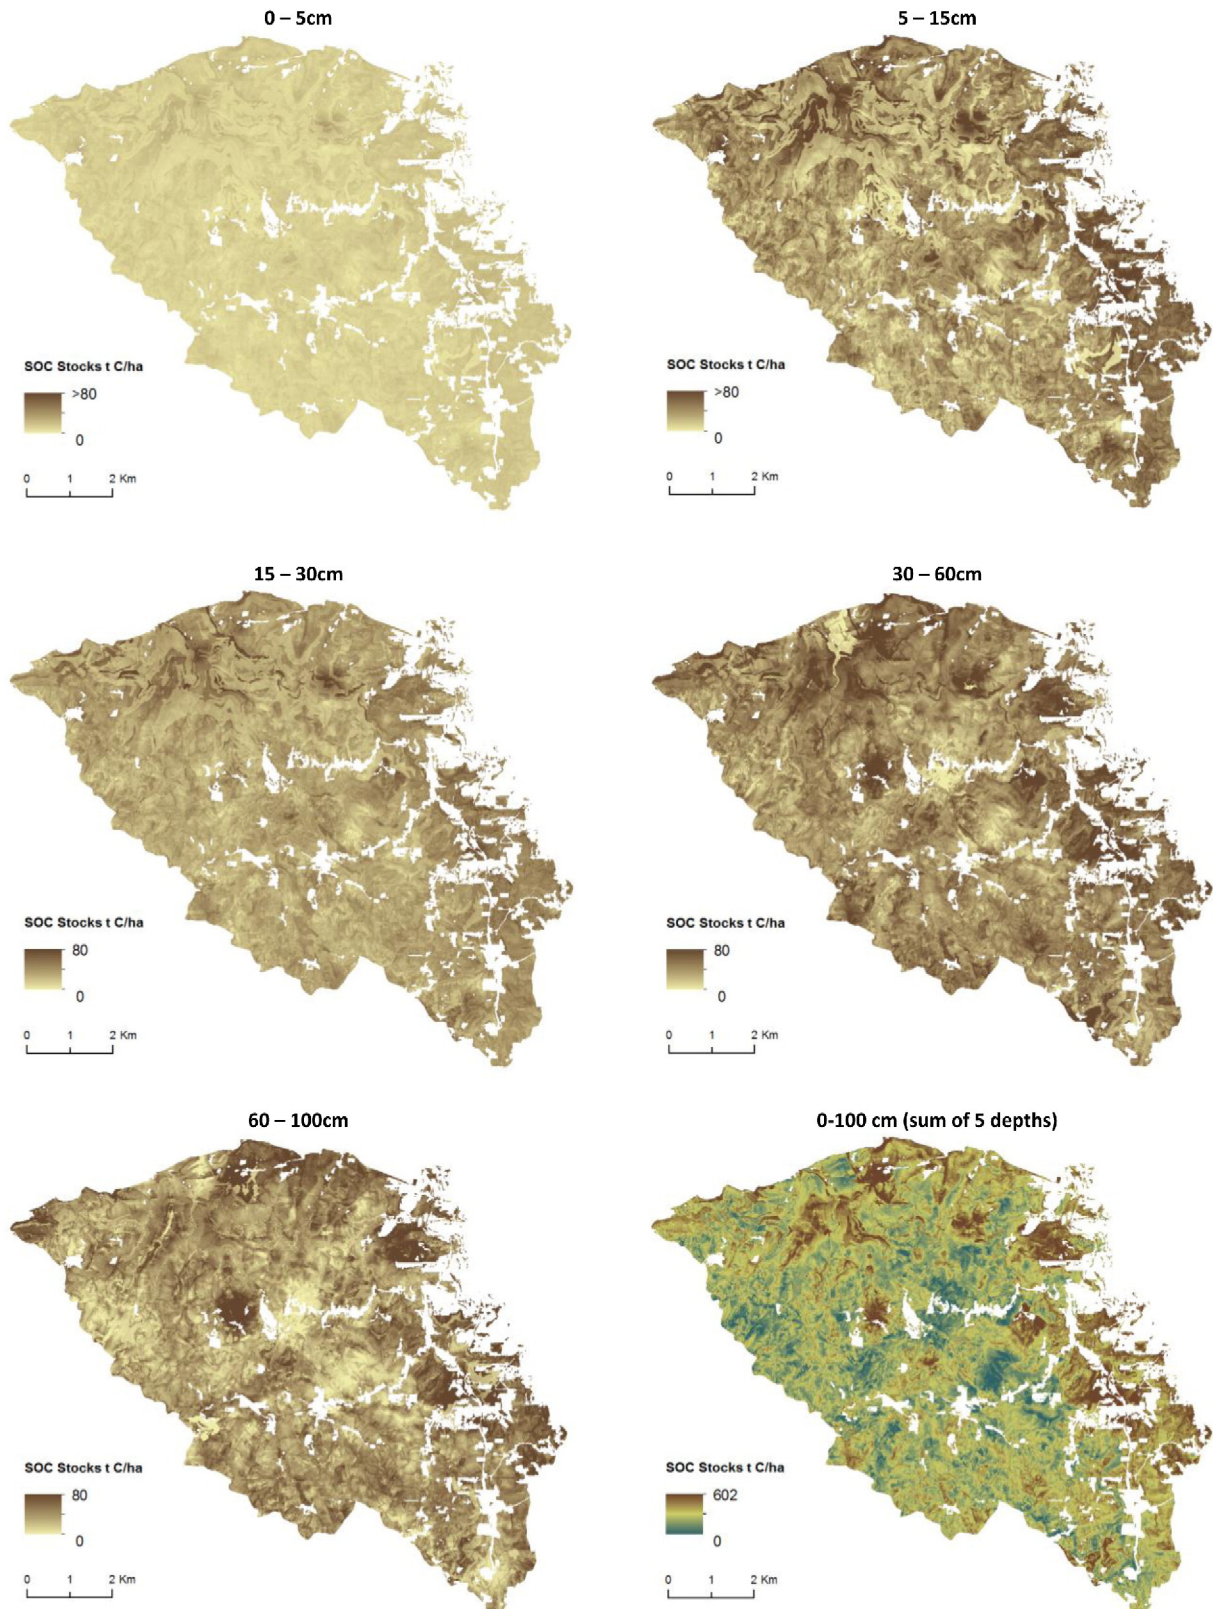 0 – 5cm
SOC Stocks t C/ha
>80
0
0 1 2 Km
5 – 15cm
SOC Stocks t C/ha
>80
0
0 1 2 Km
15 – 30cm
SOC Stocks t C/ha
80
0
0 1 2 Km
30 – 60cm
SOC Stocks t C/ha
80
0
0 1 2 Km
60 – 100cm
SOC Stocks t C/ha
80
0
0 1 2 Km
0-100 cm (sum of 5 depths)
SOC Stocks t C/ha
602
0
0 1 2 Km